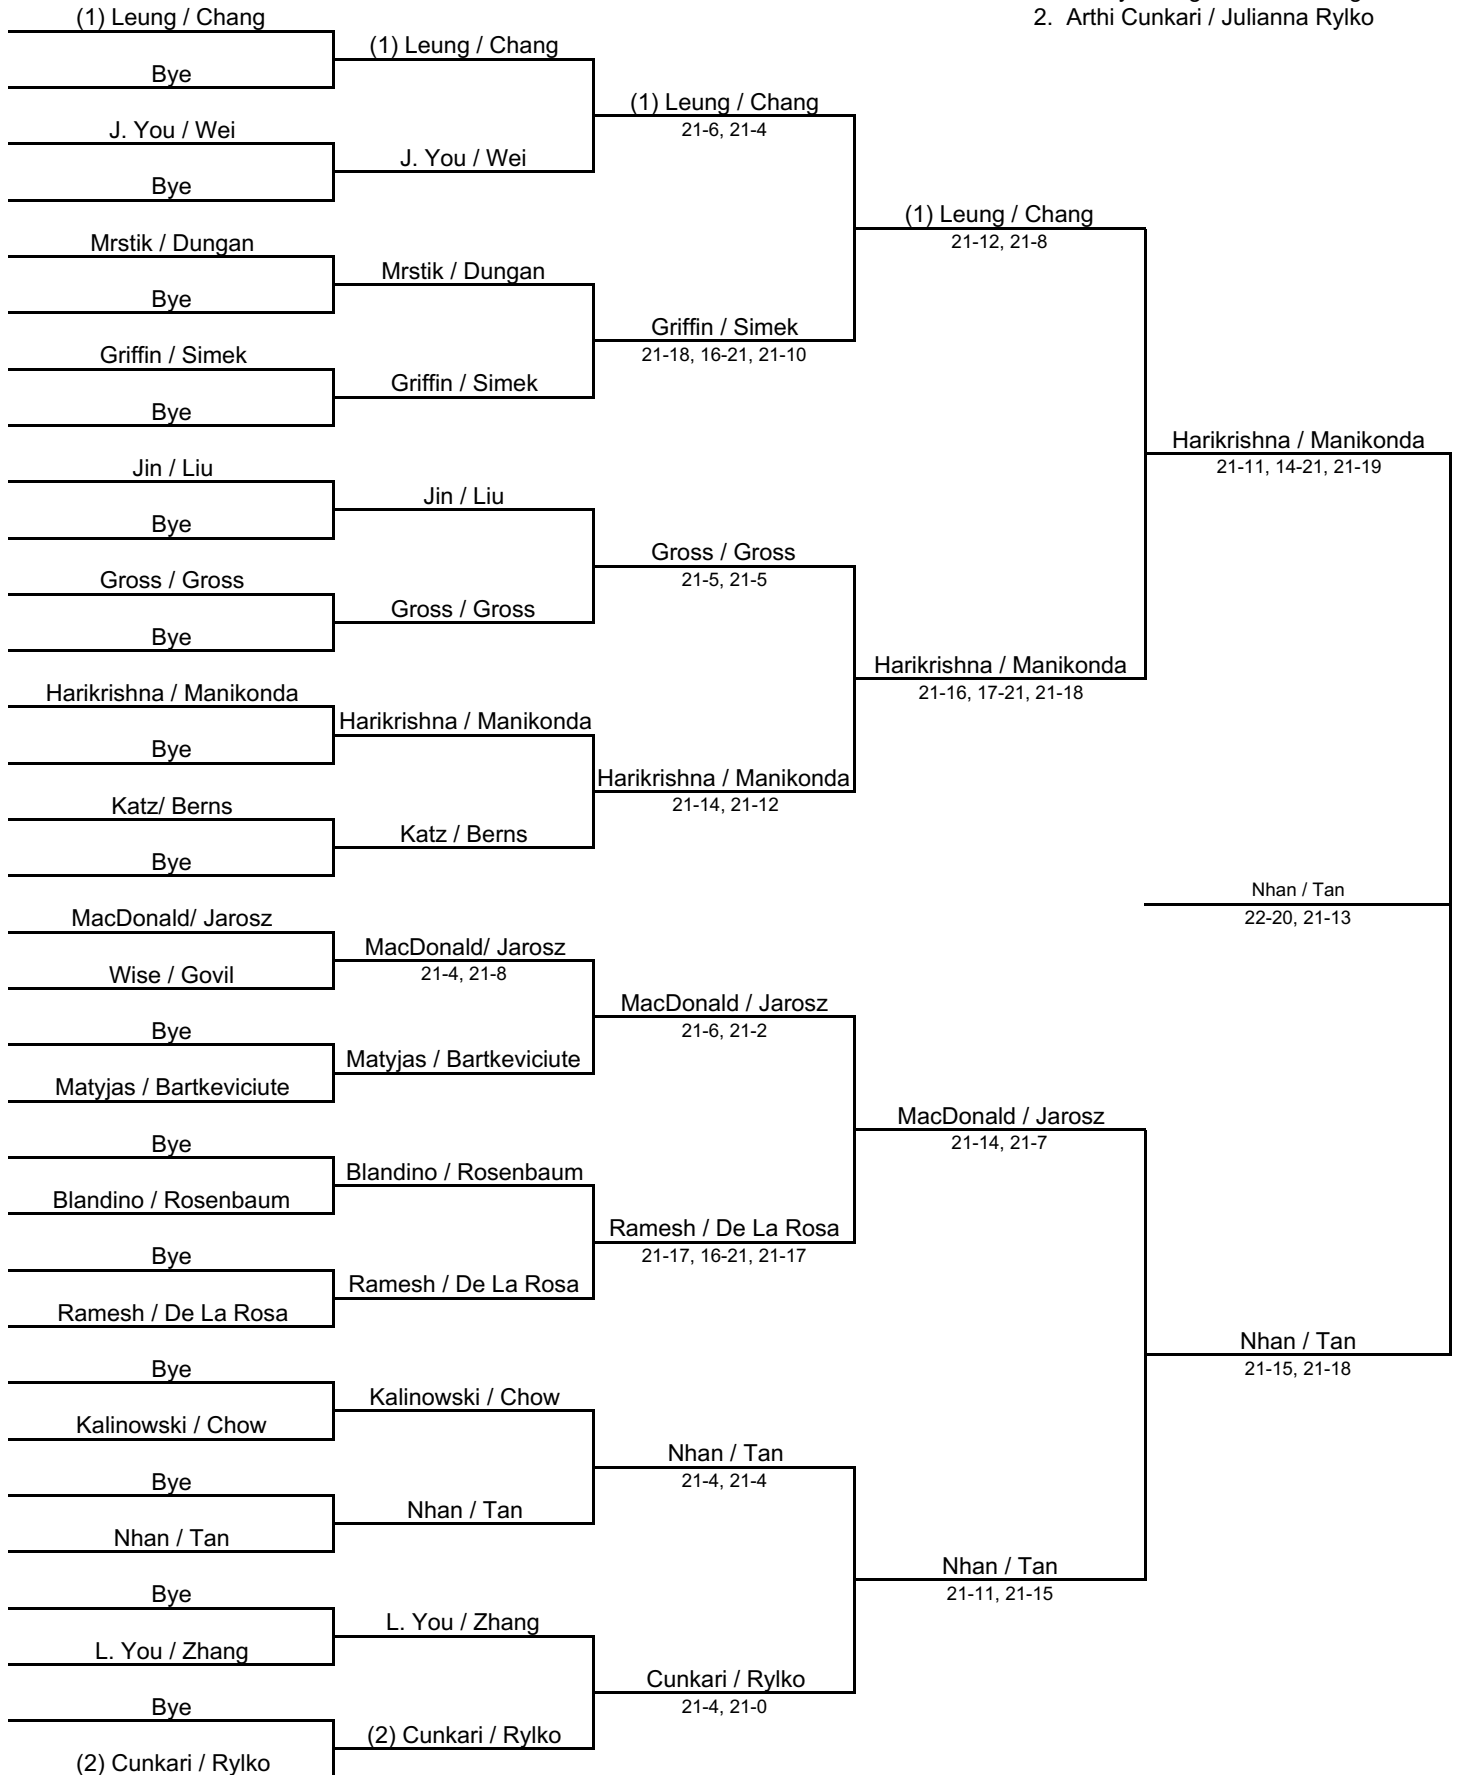 2. Arthi Cunkari / Julianna Rylko
(1) Leung / Chang
Bye
J. You / Wei
Bye
Mrstik / Dungan
Bye
Griffin / Simek
Bye
Jin / Liu
Bye
Gross / Gross
Bye
Harikrishna / Manikonda
Bye
Katz/ Berns
Bye
MacDonald/ Jarosz
Wise / Govil
Bye
Matyjas / Bartkeviciute
Bye
Blandino / Rosenbaum
Bye
Ramesh / De La Rosa
Bye
Kalinowski / Chow
Bye
Nhan / Tan
Bye
L. You / Zhang
Bye
(2) Cunkari / Rylko
(1) Leung / Chang
J. You / Wei
Mrstik / Dungan
Griffin / Simek
Jin / Liu
Gross / Gross
Harikrishna / Manikonda
Katz / Berns
MacDonald/ Jarosz
21-4, 21-8
Matyjas / Bartkeviciute
Blandino / Rosenbaum
Ramesh / De La Rosa
Kalinowski / Chow
Nhan / Tan
L. You / Zhang
(2) Cunkari / Rylko
(1) Leung / Chang
21-6, 21-4
Griffin / Simek
21-18, 16-21, 21-10
Gross / Gross
21-5, 21-5
Harikrishna / Manikonda
21-14, 21-12
MacDonald / Jarosz
21-6, 21-2
Ramesh / De La Rosa
21-17, 16-21, 21-17
Nhan / Tan
21-4, 21-4
Cunkari / Rylko
21-4, 21-0
(1) Leung / Chang
21-12, 21-8
Harikrishna / Manikonda
21-16, 17-21, 21-18
MacDonald / Jarosz
21-14, 21-7
Nhan / Tan
21-11, 21-15
Harikrishna / Manikonda
21-11, 14-21, 21-19
Nhan / Tan
21-15, 21-18
Nhan / Tan
22-20, 21-13